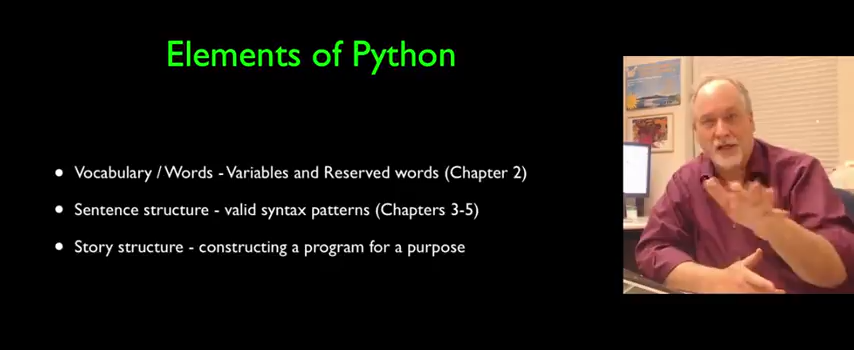 Elements of Python
• Vocabulary / Words - Variables and Reserved words (Chapter 2)
• Sentence structure - valid syntax patterns (Chapters 3-5)
• Story structure - constructing a program for a purpose